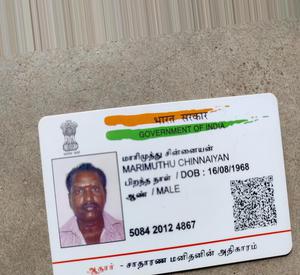 भारत सरकार
GOVERNMENT OF INDIA
மாரிமுத்து சின்னையன்
MARIMUTHU CHINNAIYAN
பிறந்த நாள் / DOB : 16/08/1968
ஆண் / MALE
5084 2012 4867
ஆதார் - சாதாரண மனிதனின் அதிகாரம்